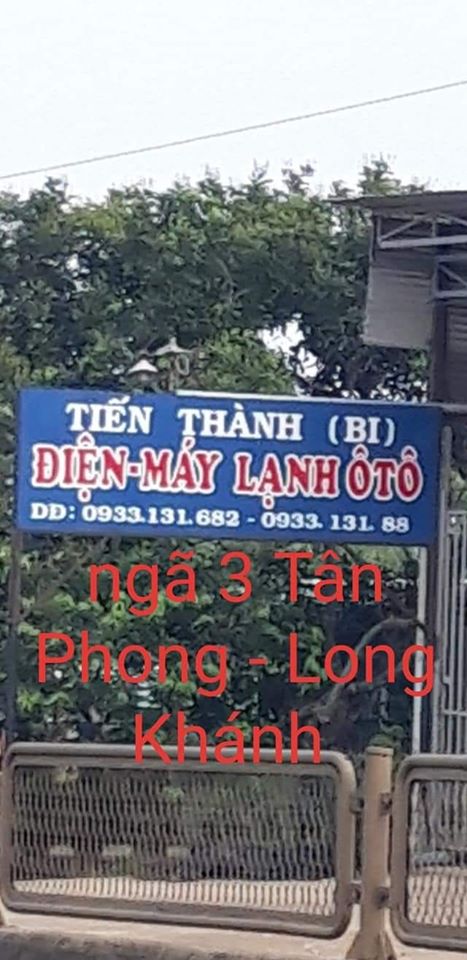 TIẾN THÀNH (BI)
ĐIỆN-MÁY LẠNH ÔTÔ
DĐ: 0933.131.682 - 0933.131.88
ngã 3 Tân
Phong - Long
Khánh